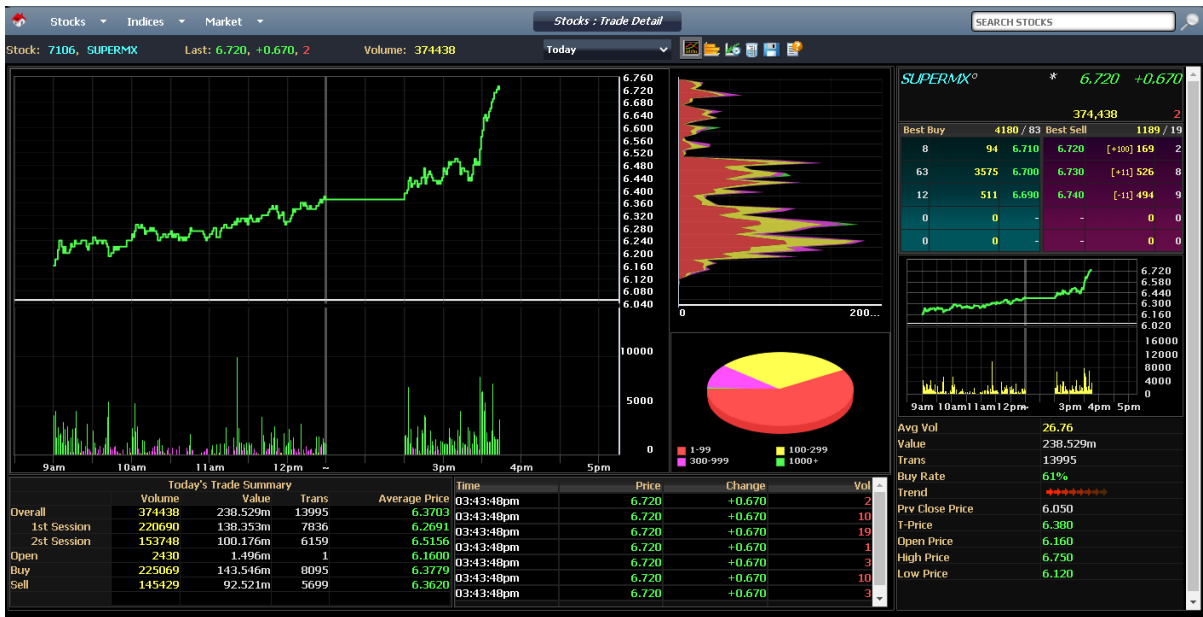 Stocks Indices Market Stocks : Trade Detail SEARCH STOCKS
Stock: 7106, SUPERMX Last: 6.720, +0.670, 2 Volume: 374438 Today
6.760
6.720
6.680
6.640
6.600
6.560
6.520
6.480
6.440
6.400
6.360
6.320
6.280
6.240
6.200
6.160
6.120
6.080
6.040
10000
5000
0
9am 10am 11am 12pm ~ 3pm 4pm 5pm
0 200...
1-99 100-299
300-999 1000+
SUPERMX° * 6.720 +0.670
374,438 2
Best Buy 4180 / 83 Best Sell 1189 / 19
8 94 6.710 6.720 [+100] 169 2
63 3575 6.700 6.730 [+11] 526 8
12 511 6.690 6.740 [-11] 494 9
0 0 - - 0 0
0 0 - - 0 0
6.720
6.580
6.440
6.300
6.160
6.020
16000
12000
8000
4000
0
9am 10am11am12pm~ 3pm 4pm 5pm
Avg Vol 26.76
Value 238.529m
Trans 13995
Buy Rate 61%
Trend
Prv Close Price 6.050
T-Price 6.380
Open Price 6.160
High Price 6.750
Low Price 6.120
Today's Trade Summary
Volume Value Trans Average Price
Overall 374438 238.529m 13995 6.3703
1st Session 220690 138.353m 7836 6.2691
2st Session 153748 100.176m 6159 6.5156
Open 2430 1.496m 1 6.1600
Buy 225069 143.546m 8095 6.3779
Sell 145429 92.521m 5699 6.3620
Time Price Change Vol
03:43:48pm 6.720 +0.670 2
03:43:48pm 6.720 +0.670 10
03:43:48pm 6.720 +0.670 19
03:43:48pm 6.720 +0.670 1
03:43:48pm 6.720 +0.670 3
03:43:48pm 6.720 +0.670 10
03:43:48pm 6.720 +0.670 3